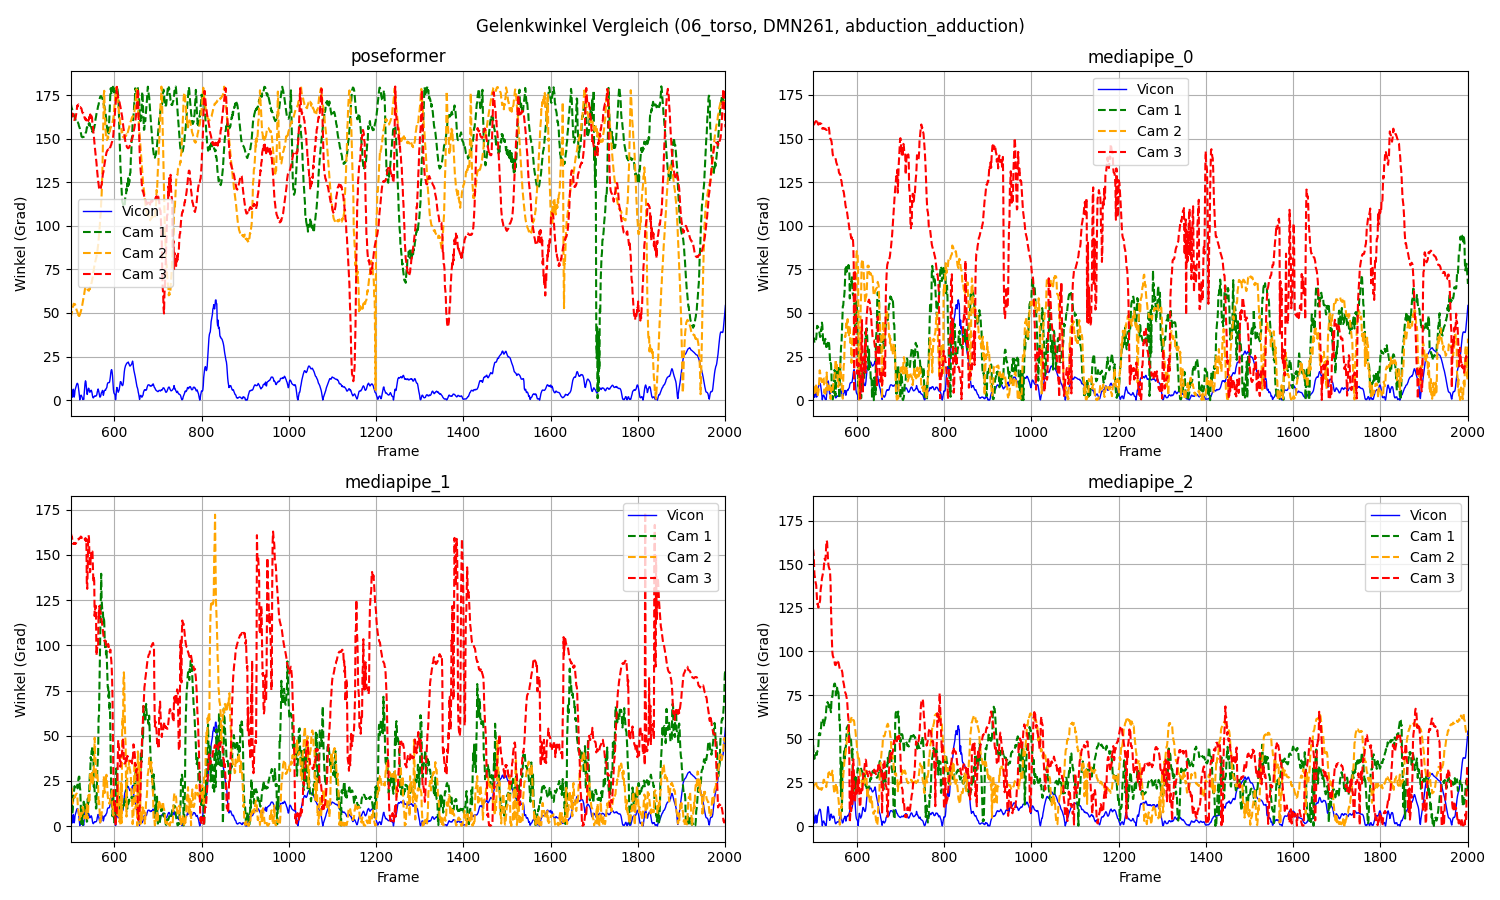 Gelenkwinkel Vergleich (06_torso, DMN261, abduction_adduction)
poseformer
Winkel (Grad)
175
150
125
100
75
50
25
0
Vicon
Cam 1
Cam 2
Cam 3
600 800 1000 1200 1400 1600 1800 2000
Frame
mediapipe_0
Winkel (Grad)
175
150
125
100
75
50
25
0
Vicon
Cam 1
Cam 2
Cam 3
600 800 1000 1200 1400 1600 1800 2000
Frame
mediapipe_1
Winkel (Grad)
175
150
125
100
75
50
25
0
Vicon
Cam 1
Cam 2
Cam 3
600 800 1000 1200 1400 1600 1800 2000
Frame
mediapipe_2
Winkel (Grad)
175
150
125
100
75
50
25
0
Vicon
Cam 1
Cam 2
Cam 3
600 800 1000 1200 1400 1600 1800 2000
Frame